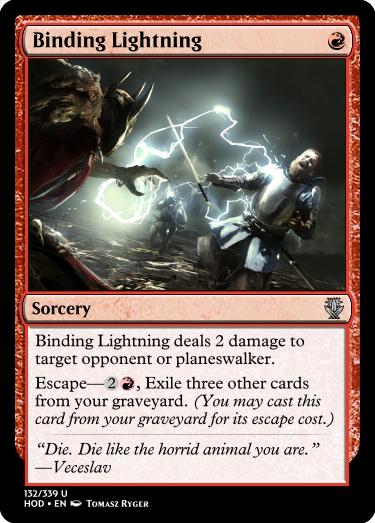 Binding Lightning
Sorcery
Binding Lightning deals 2 damage to
target opponent or planeswalker.
Escape—2 , Exile three other cards
from your graveyard. (You may cast this
card from your graveyard for its escape cost.)
“Die. Die like the horrid animal you are.”
—Veceslav
132/339 U
HOD • EN Tomasz Ryger